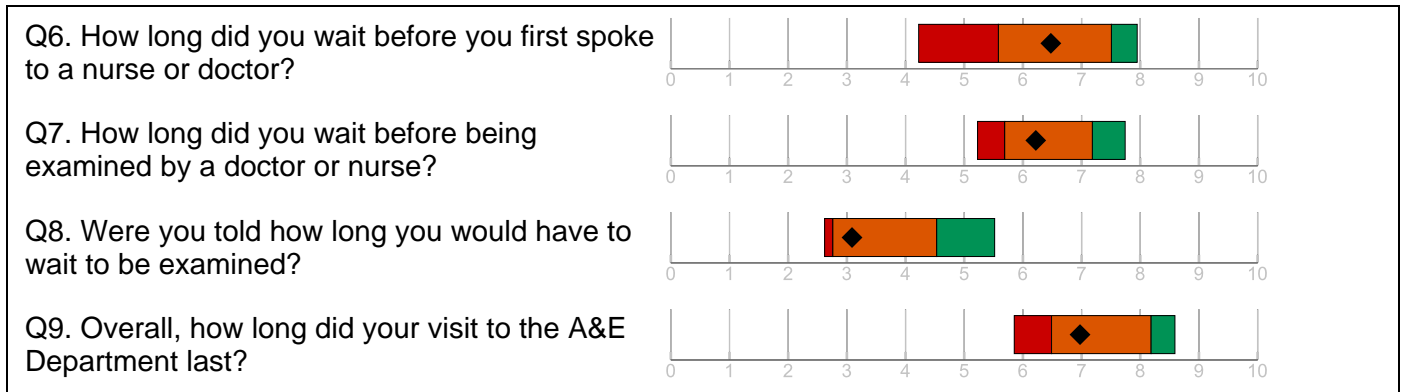 Q6. How long did you wait before you first spoke
to a nurse or doctor?
0 1 2 3 4 5 6 7 8 9 10
Q7. How long did you wait before being
examined by a doctor or nurse?
0 1 2 3 4 5 6 7 8 9 10
Q8. Were you told how long you would have to
wait to be examined?
0 1 2 3 4 5 6 7 8 9 10
Q9. Overall, how long did your visit to the A&E
Department last?
0 1 2 3 4 5 6 7 8 9 10